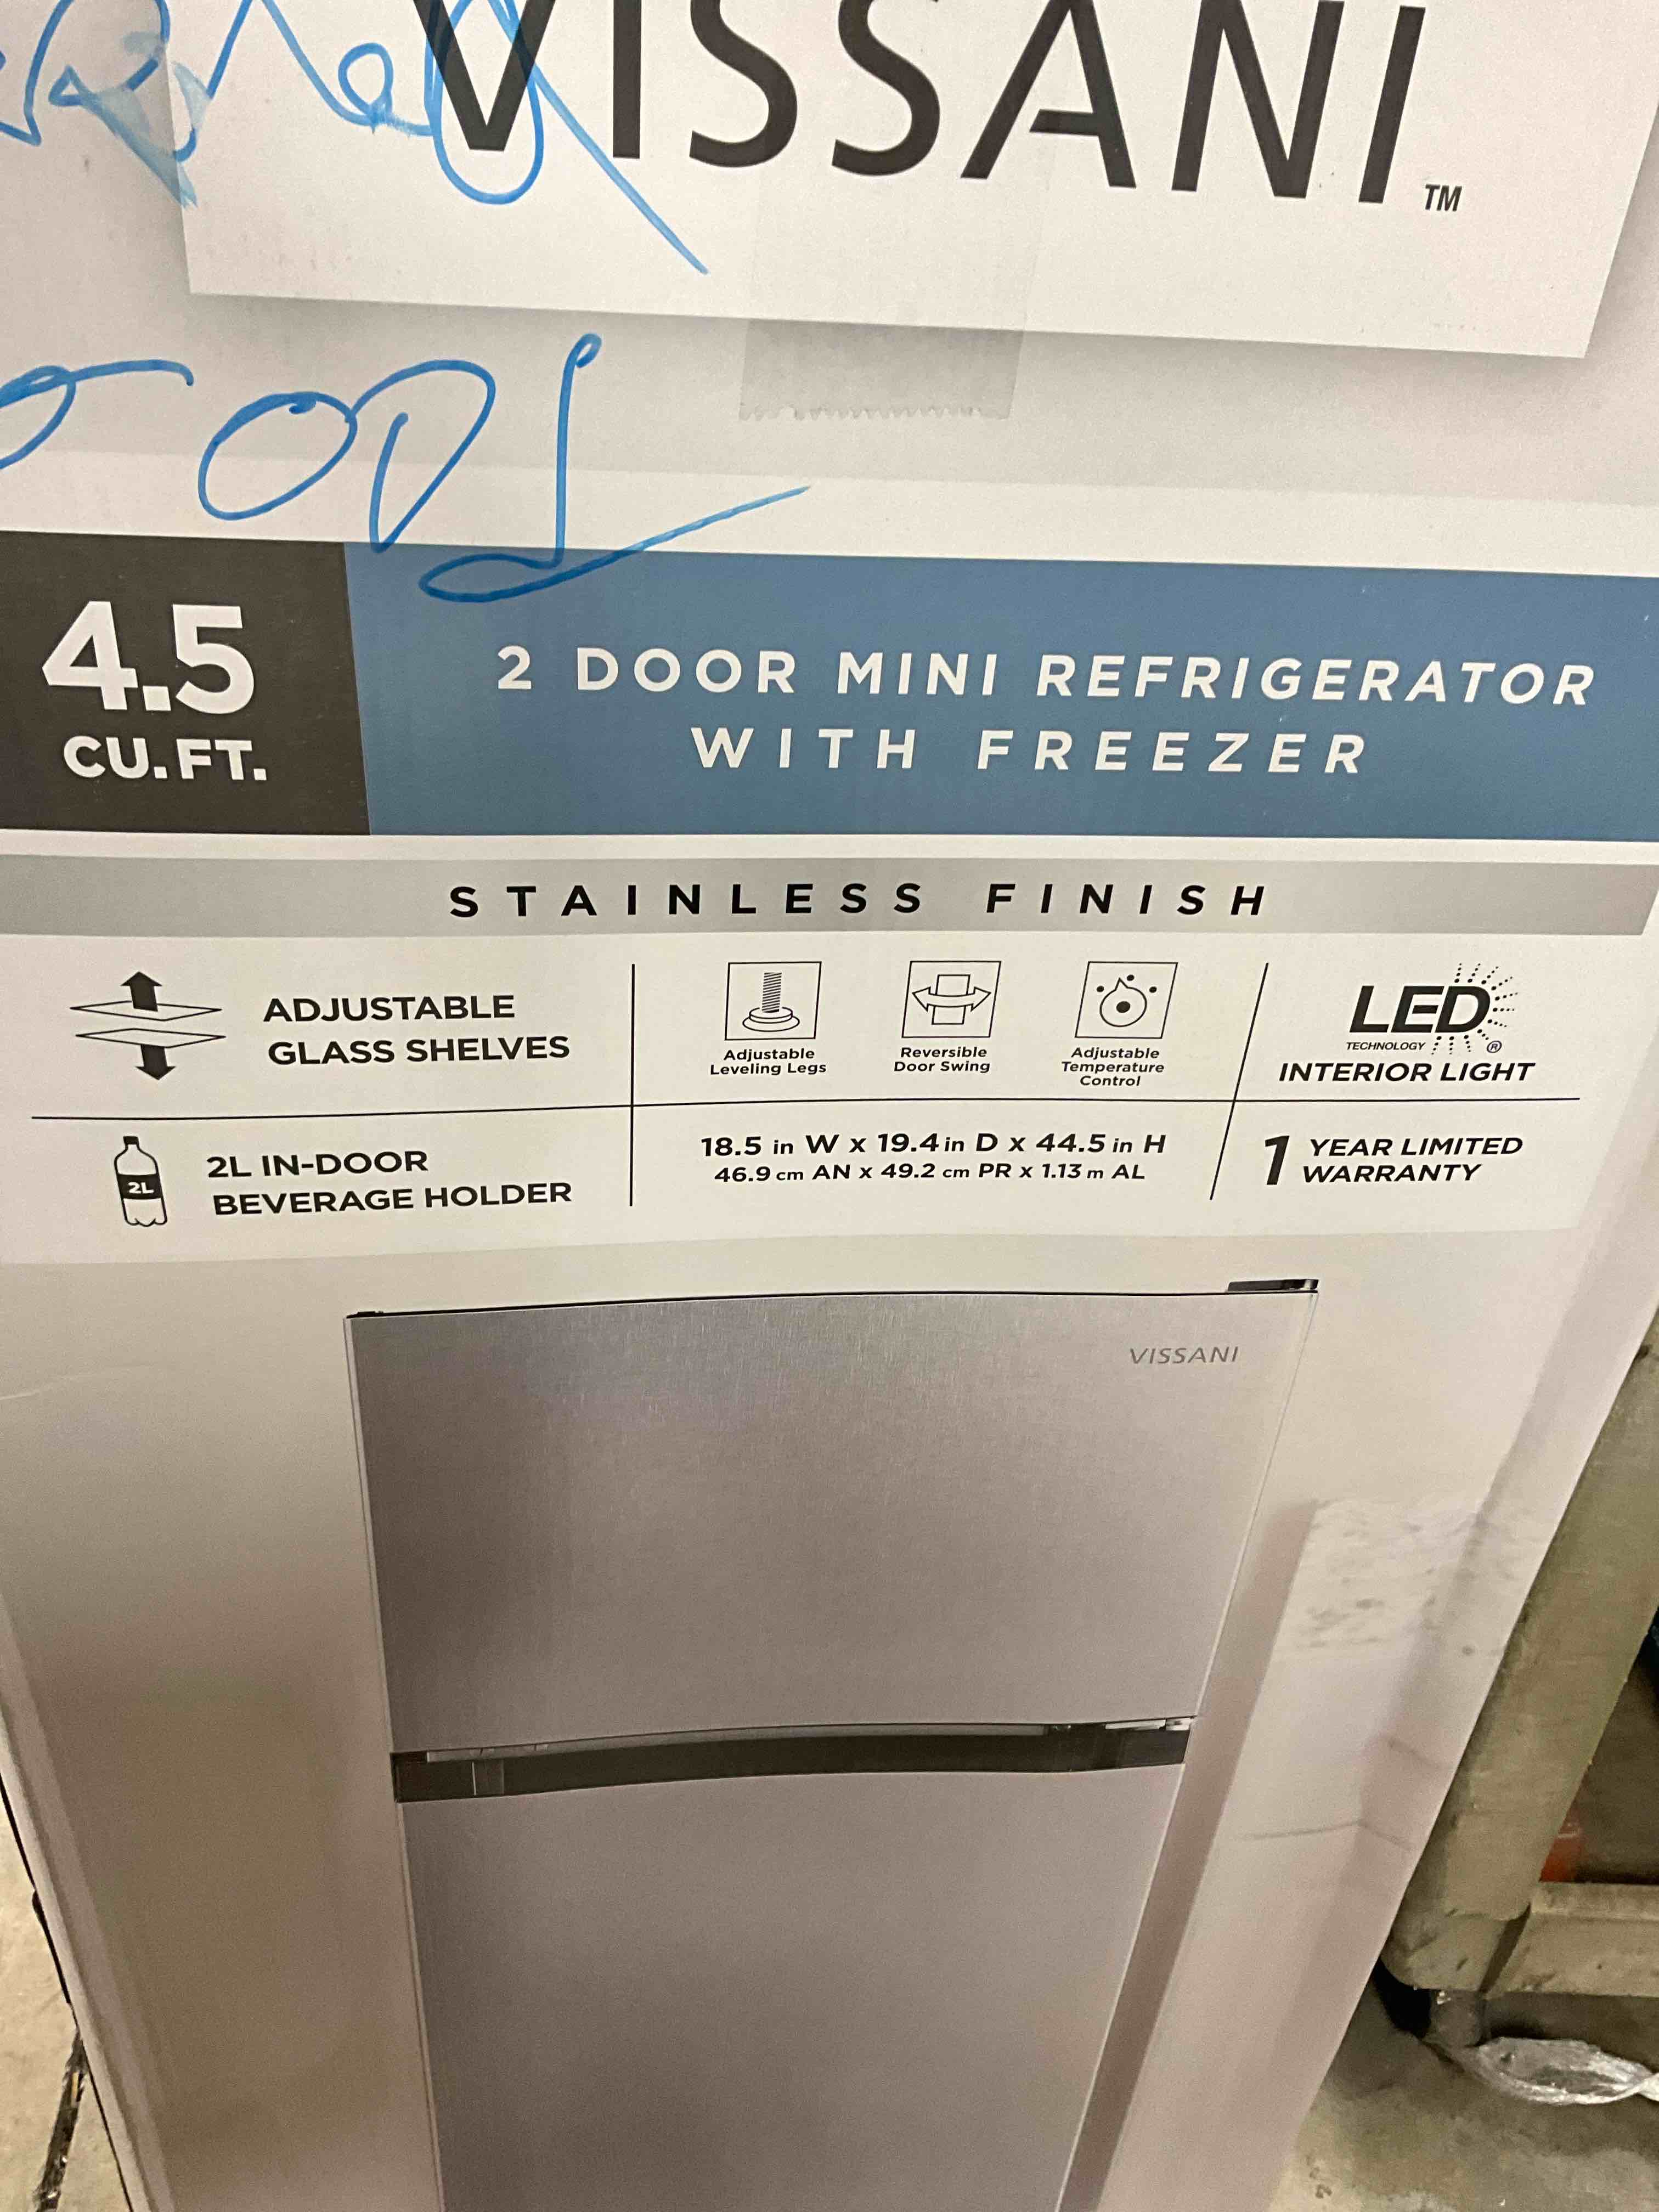 VISSANI™
4.5
CU.FT.
2 DOOR MINI REFRIGERATOR
WITH FREEZER
STAINLESS FINISH
ADJUSTABLE
GLASS SHELVES
Adjustable
Leveling Legs
Reversible
Door Swing
Adjustable
Temperature
Control
LED
TECHNOLOGY ®
INTERIOR LIGHT
2L
2L IN-DOOR
BEVERAGE HOLDER
18.5 in W x 19.4 in D x 44.5 in H
46.9 cm AN x 49.2 cm PR x 1.13 m AL
1 YEAR LIMITED
WARRANTY
VISSANI